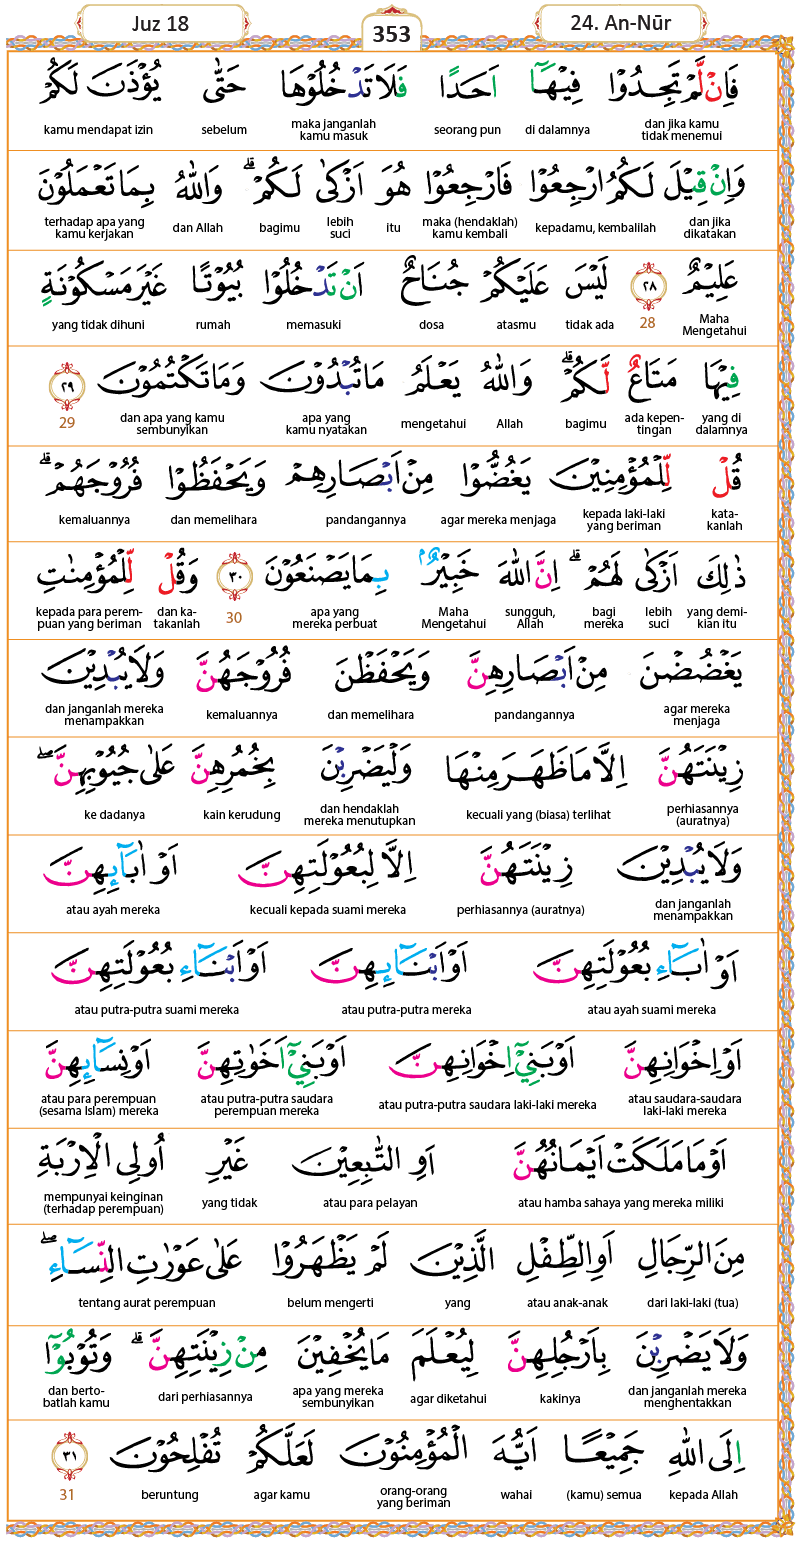 Juz 18
353
24. An-Nūr
فَاِنْ لَّمْ تَجِدُوْا فِيْهَآ اَحَدًا فَلَا تَدْخُلُوْهَا حَتّٰى يُؤْذَنَ لَكُمْ
dan jika kamu tidak menemui di dalamnya seorang pun maka janganlah kamu masuk sebelum kamu mendapat izin
وَاِنْ قِيْلَ لَكُمُ ارْجِعُوْا فَارْجِعُوْا هُوَ اَزْكٰى لَكُمْ ۗ وَاللّٰهُ بِمَا تَعْمَلُوْنَ
dan jika dikatakan kepadamu, kembalilah maka (hendaklah) kamu kembali itu lebih suci bagimu dan Allah terhadap apa yang kamu kerjakan
عَلِيْمٌ ٢٨ لَيْسَ عَلَيْكُمْ جُنَاحٌ اَنْ تَدْخُلُوْا بُيُوْتًا غَيْرَ مَسْكُوْنَةٍ
Maha Mengetahui 28 tidak ada atasmu dosa memasuki rumah yang tidak dihuni
فِيْهَا مَتَاعٌ لَّكُمْ ۗ وَاللّٰهُ يَعْلَمُ مَا تُبْدُوْنَ وَمَا تَكْتُمُوْنَ ٢٩
yang di dalamnya ada kepen-tingan bagimu Allah mengetahui apa yang kamu nyatakan dan apa yang kamu sembunyikan 29
قُلْ لِّلْمُؤْمِنِيْنَ يَغُضُّوْا مِنْ اَبْصَارِهِمْ وَيَحْفَظُوْا فُرُوْجَهُمْ ۗ
kata-kanlah kepada laki-laki yang beriman agar mereka menjaga pandangannya dan memelihara kemaluannya
ذٰلِكَ اَزْكٰى لَهُمْ ۗ اِنَّ اللّٰهَ خَبِيْرٌۢ بِمَا يَصْنَعُوْنَ ٣٠ وَقُلْ لِّلْمُؤْمِنٰتِ
yang demi-kian itu lebih suci bagi mereka sungguh, Allah Maha Mengetahui apa yang mereka perbuat 30 dan ka-takanlah kepada para perem-puan yang beriman
يَغْضُضْنَ مِنْ اَبْصَارِهِنَّ وَيَحْفَظْنَ فُرُوْجَهُنَّ وَلَا يُبْدِيْنَ
agar mereka menjaga pandangannya dan memelihara kemaluannya dan janganlah mereka menampakkan
زِيْنَتَهُنَّ اِلَّا مَا ظَهَرَ مِنْهَا وَلْيَضْرِبْنَ بِخُمُرِهِنَّ عَلٰى جُيُوْبِهِنَّ ۖ
perhiasannya (auratnya) kecuali yang (biasa) terlihat dan hendaklah mereka menutupkan kain kerudung ke dadanya
وَلَا يُبْدِيْنَ زِيْنَتَهُنَّ اِلَّا لِبُعُوْلَتِهِنَّ اَوْ اٰبَاۤىِٕهِنَّ
dan janganlah menampakkan perhiasannya (auratnya) kecuali kepada suami mereka atau ayah mereka
اَوْ اٰبَاۤءِ بُعُوْلَتِهِنَّ اَوْ اَبْنَاۤىِٕهِنَّ اَوْ اَبْنَاۤءِ بُعُوْلَتِهِنَّ
atau ayah suami mereka atau putra-putra mereka atau putra-putra suami mereka
اَوْ اِخْوَانِهِنَّ اَوْ بَنِيْٓ اِخْوَانِهِنَّ اَوْ بَنِيْٓ اَخَوٰتِهِنَّ اَوْ نِسَاۤىِٕهِنَّ
atau saudara-saudara laki-laki mereka atau putra-putra saudara laki-laki mereka atau putra-putra saudara perempuan mereka atau para perempuan (sesama Islam) mereka
اَوْ مَا مَلَكَتْ اَيْمَانُهُنَّ اَوِ التّٰبِعِيْنَ غَيْرِ اُولِى الْاِرْبَةِ
atau hamba sahaya yang mereka miliki atau para pelayan yang tidak mempunyai keinginan (terhadap perempuan)
مِنَ الرِّجَالِ اَوِ الطِّفْلِ الَّذِيْنَ لَمْ يَظْهَرُوْا عَلٰى عَوْرٰتِ النِّسَاۤءِ ۖ
dari laki-laki (tua) atau anak-anak yang belum mengerti tentang aurat perempuan
وَلَا يَضْرِبْنَ بِاَرْجُلِهِنَّ لِيُعْلَمَ مَا يُخْفِيْنَ مِنْ زِيْنَتِهِنَّ ۗ وَتُوْبُوْٓا
dan janganlah mereka menghentakkan kakinya agar diketahui apa yang mereka sembunyikan dari perhiasannya dan berto-batlah kamu
اِلَى اللّٰهِ جَمِيْعًا اَيُّهَ الْمُؤْمِنُوْنَ لَعَلَّكُمْ تُفْلِحُوْنَ ٣١
kepada Allah (kamu) semua wahai orang-orang yang beriman agar kamu beruntung 31